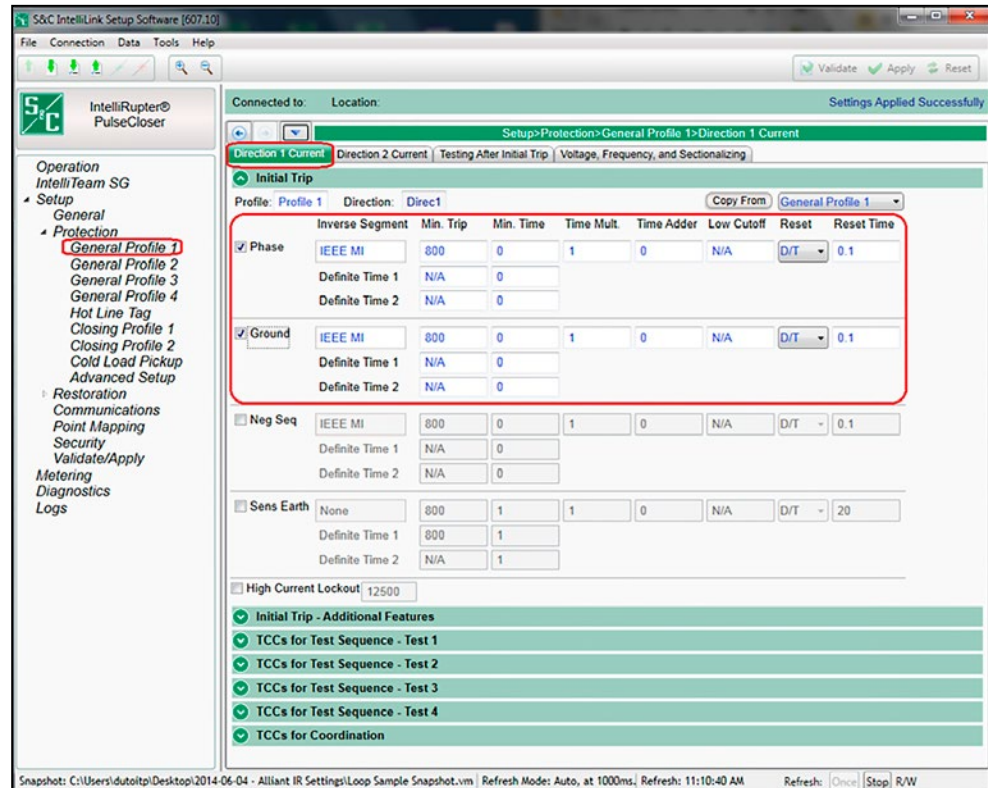 S&C IntelliLink Setup Software [607.10]
File Connection Data Tools Help
Validate Apply Reset
S&C IntelliRupter® PulseCloser
Connected to: Location: Settings Applied Successfully
Setup>Protection>General Profile 1>Direction 1 Current
Direction 1 Current Direction 2 Current Testing After Initial Trip Voltage, Frequency, and Sectionalizing
Operation
IntelliTeam SG
Setup
General
Protection
General Profile 1
General Profile 2
General Profile 3
General Profile 4
Hot Line Tag
Closing Profile 1
Closing Profile 2
Cold Load Pickup
Advanced Setup
Restoration
Communications
Point Mapping
Security
Validate/Apply
Metering
Diagnostics
Logs
Initial Trip
Profile: Profile 1 Direction: Direc1 Copy From General Profile 1
Inverse Segment Min. Trip Min. Time Time Mult. Time Adder Low Cutoff Reset Reset Time
Phase IEEE MI 800 0 1 0 N/A D/T 0.1
Definite Time 1 N/A 0
Definite Time 2 N/A 0
Ground IEEE MI 800 0 1 0 N/A D/T 0.1
Definite Time 1 N/A 0
Definite Time 2 N/A 0
Neg Seq IEEE MI 800 0 1 0 N/A D/T 0.1
Definite Time 1 N/A 0
Definite Time 2 N/A 0
Sens Earth None 800 1 1 0 N/A D/T 20
Definite Time 1 800 1
Definite Time 2 N/A 1
High Current Lockout 12500
Initial Trip - Additional Features
TCCs for Test Sequence - Test 1
TCCs for Test Sequence - Test 2
TCCs for Test Sequence - Test 3
TCCs for Test Sequence - Test 4
TCCs for Coordination
Snapshot: C:\Users\dutoitp\Desktop\2014-06-04 - Alliant IR Settings\Loop Sample Snapshot.vm Refresh Mode: Auto, at 1000ms. Refresh: 11:10:40 AM Refresh: Once Stop R/W